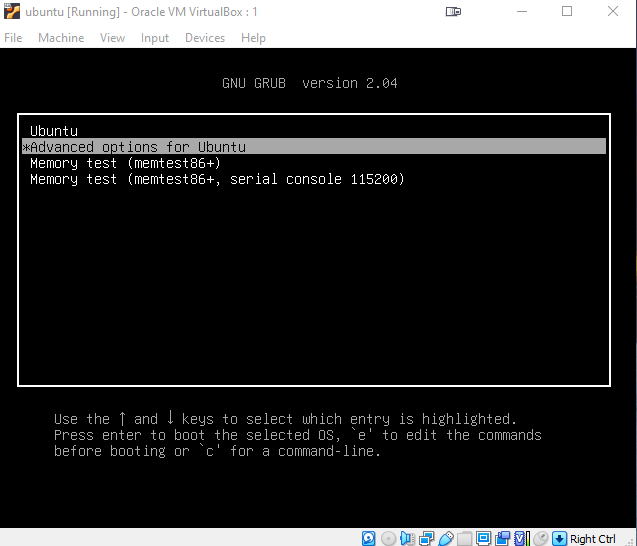 ubuntu [Running] - Oracle VM VirtualBox : 1
File Machine View Input Devices Help
GNU GRUB version 2.04
Ubuntu
*Advanced options for Ubuntu
Memory test (memtest86+)
Memory test (memtest86+, serial console 115200)
Use the ↑ and ↓ keys to select which entry is highlighted.
Press enter to boot the selected OS, `e' to edit the commands
before booting or `c' for a command-line.
Right Ctrl